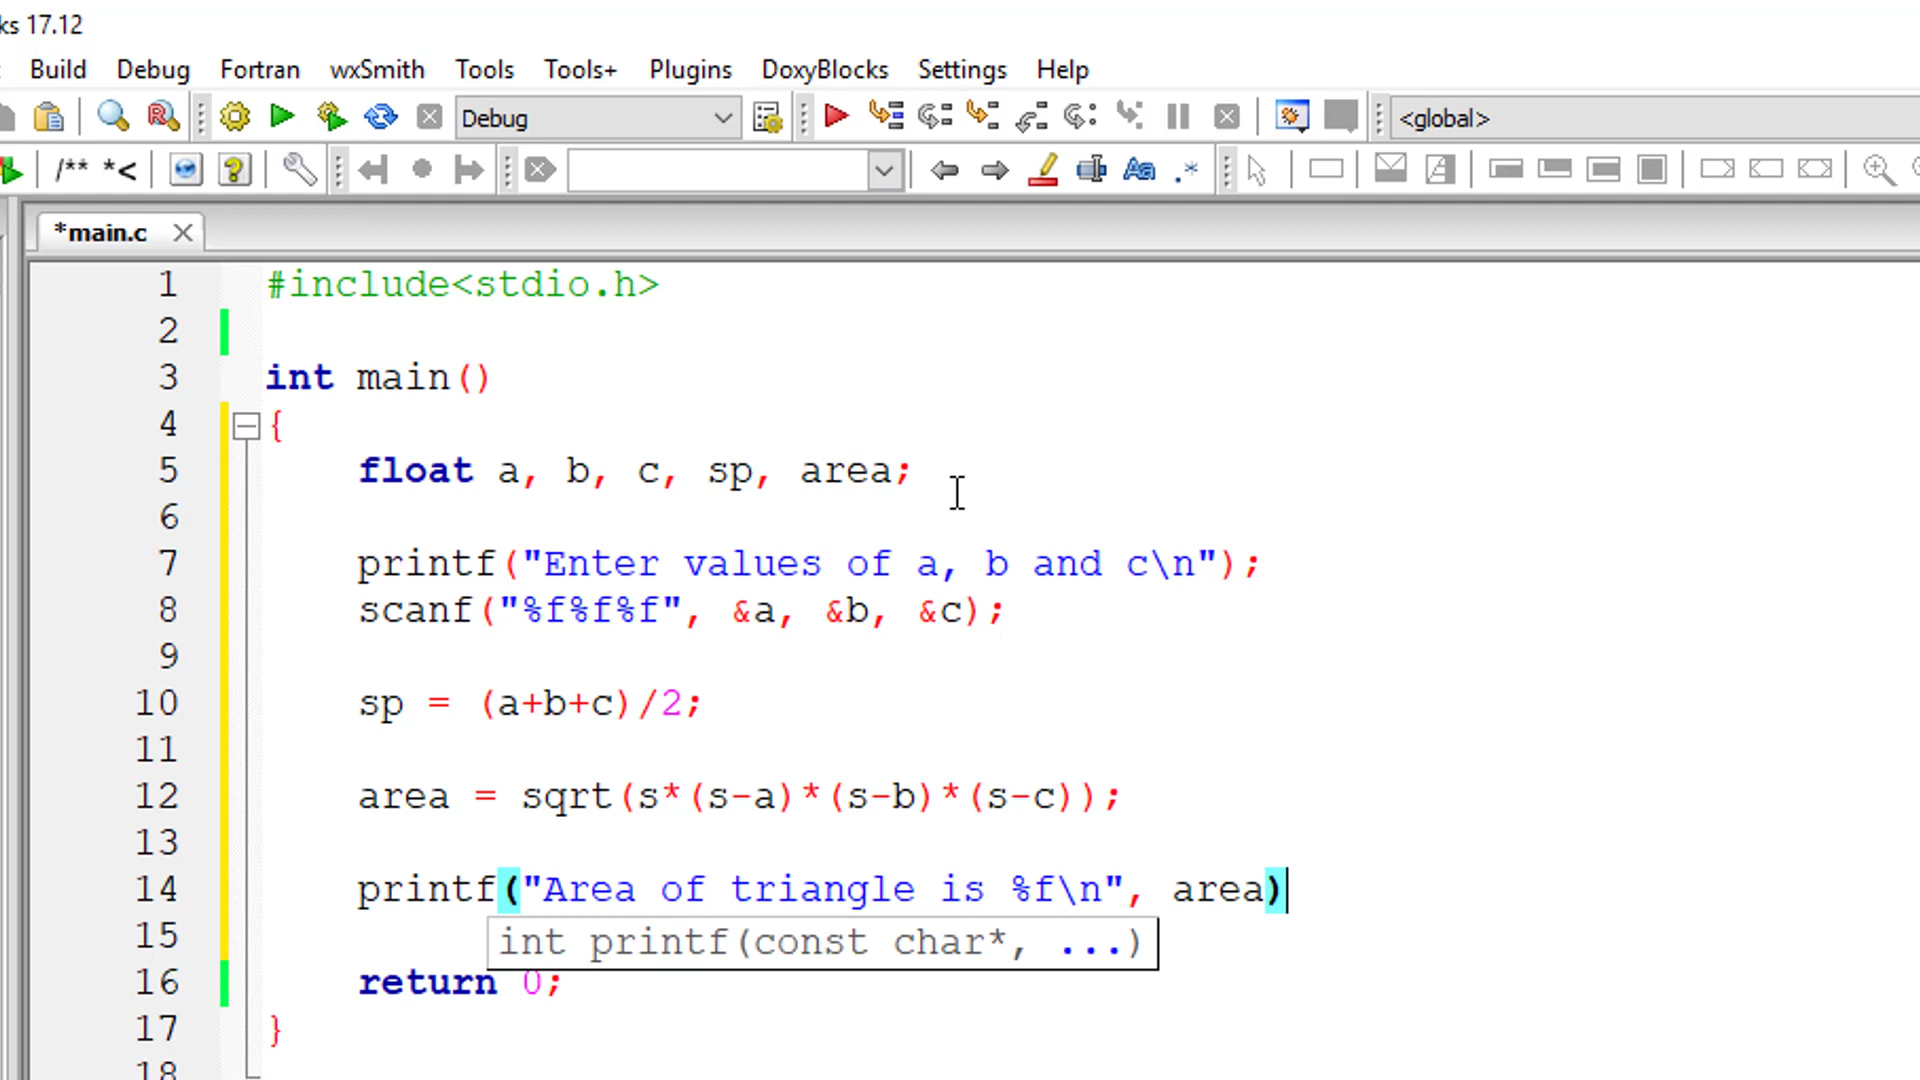 ks 17.12
Build Debug Fortran wxSmith Tools Tools+ Plugins DoxyBlocks Settings Help
Debug <global>
/** *<
*main.c
1 #include<stdio.h>
2
3 int main()
4 {
5 float a, b, c, sp, area;
6
7 printf("Enter values of a, b and c\n");
8 scanf("%f%f%f", &a, &b, &c);
9
10 sp = (a+b+c)/2;
11
12 area = sqrt(s*(s-a)*(s-b)*(s-c));
13
14 printf("Area of triangle is %f\n", area)
15 int printf(const char*, ...)
16 return 0;
17 }
18